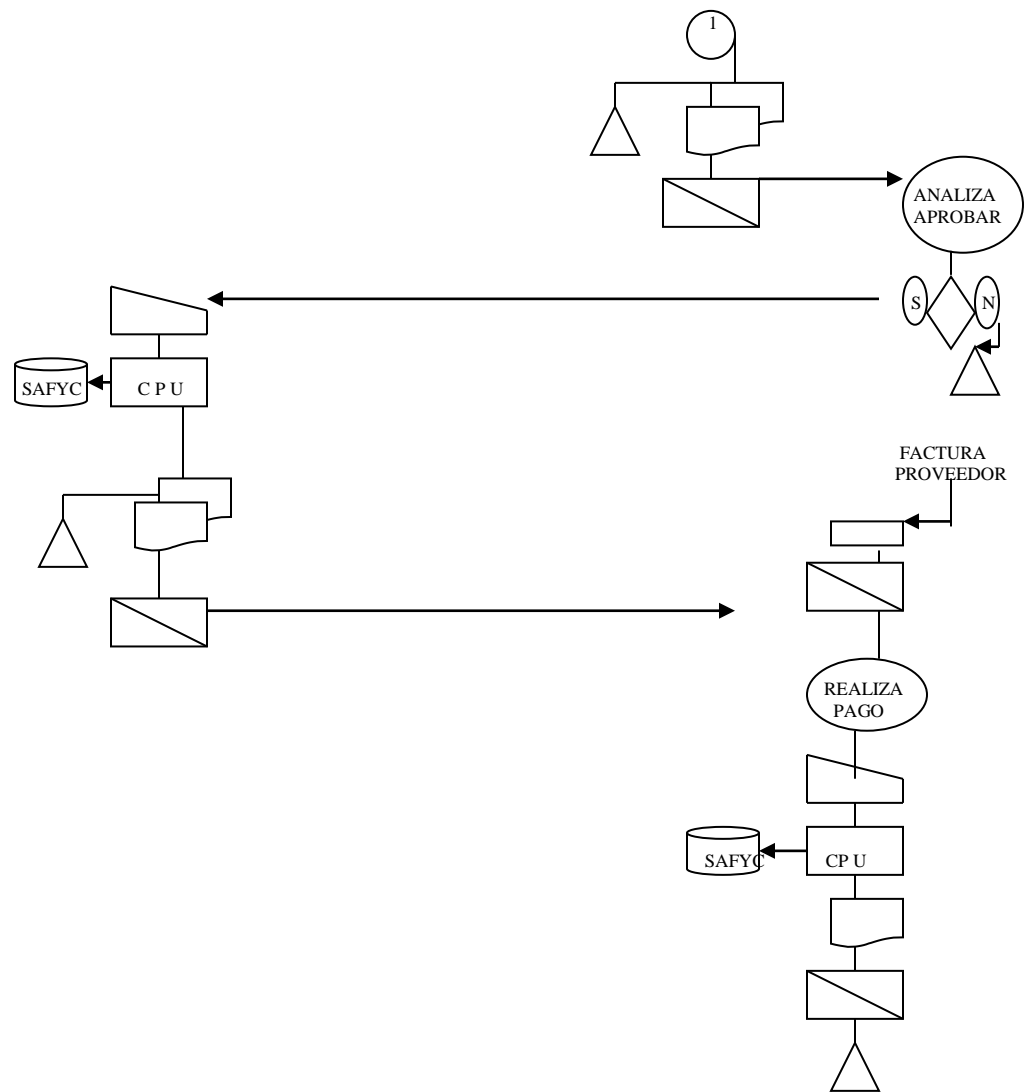 1
ANALIZA
APROBAR
S
N
SAFYC
C P U
FACTURA
PROVEEDOR
REALIZA
PAGO
SAFYC
CP U